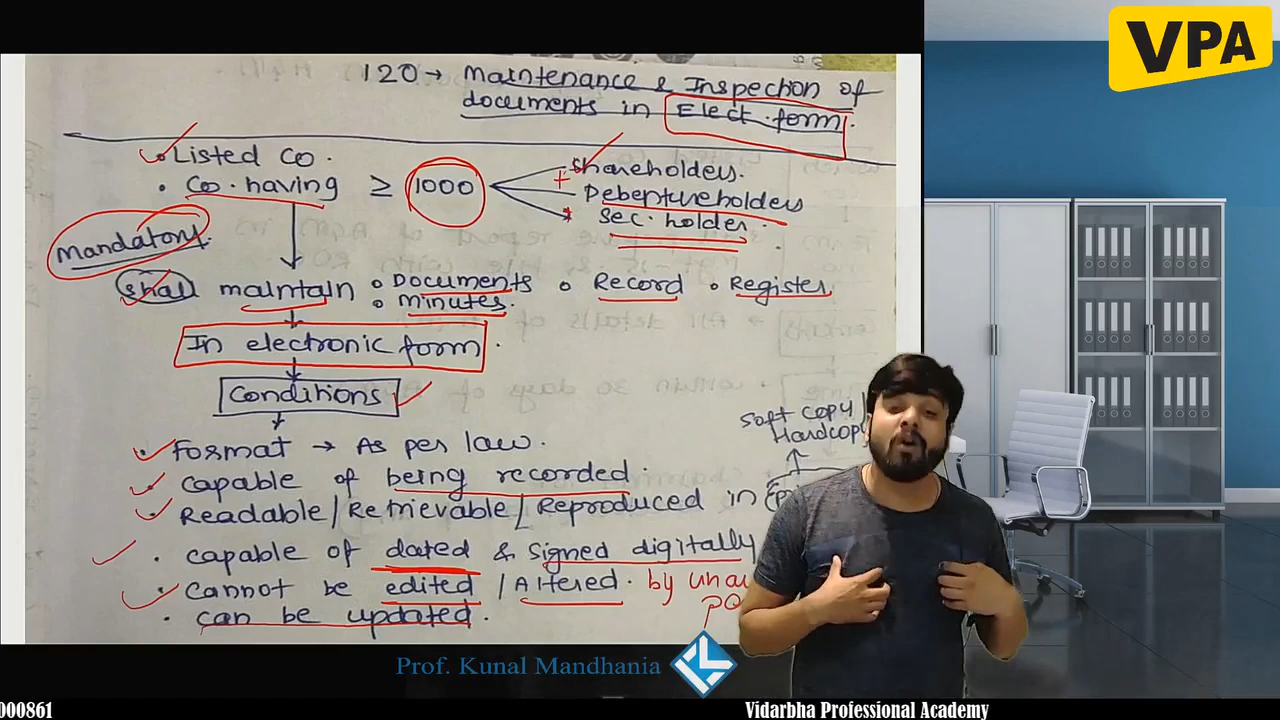 VPA
120→ Maintenance & Inspection of
documents in Elect. form.
• Listed Co.
• Co. having ≥ 1000
Shareholders.
Debentureholders
Sec. holder.
Mandatory.
Shall maintain • Documents • Record • Register
• Minutes.
In electronic form.
Conditions
• Format → As per law.
• Capable of being recorded.
• Readable/Retrievable/Reproduced in
Soft copy/
Hardcopy
• Capable of dated & signed digitally
• Cannot be edited / Altered. by
• can be updated.
Prof. Kunal Mandhania
000861
Vidarbha Professional Academy